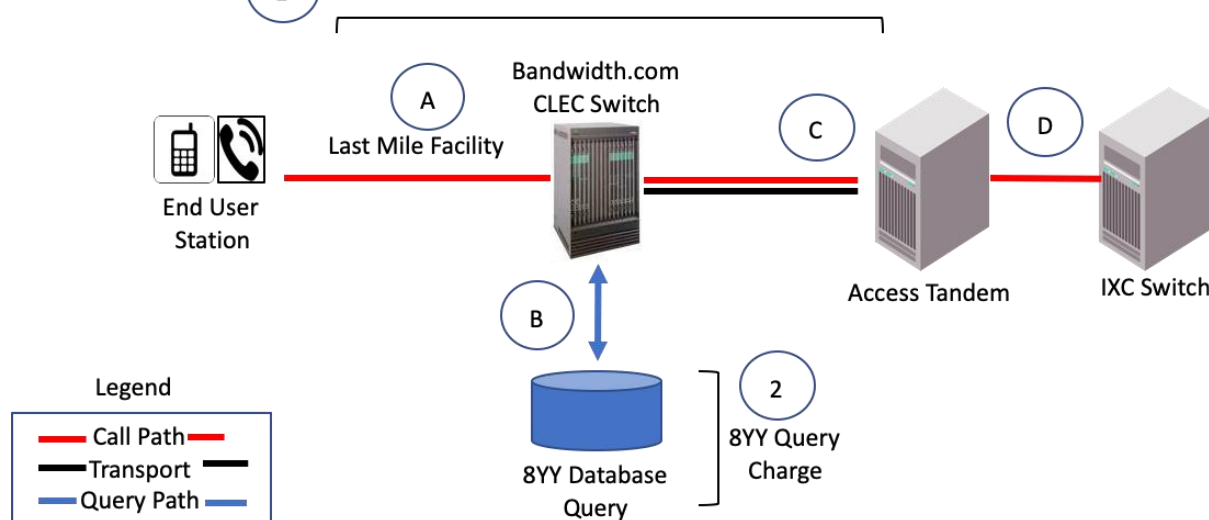 Bandwidth.com
CLEC Switch
A
Last Mile Facility
C
D
End User
Station
Access Tandem
IXC Switch
B
2
8YY Query
Charge
8YY Database
Query
Legend
Call Path
Transport
Query Path